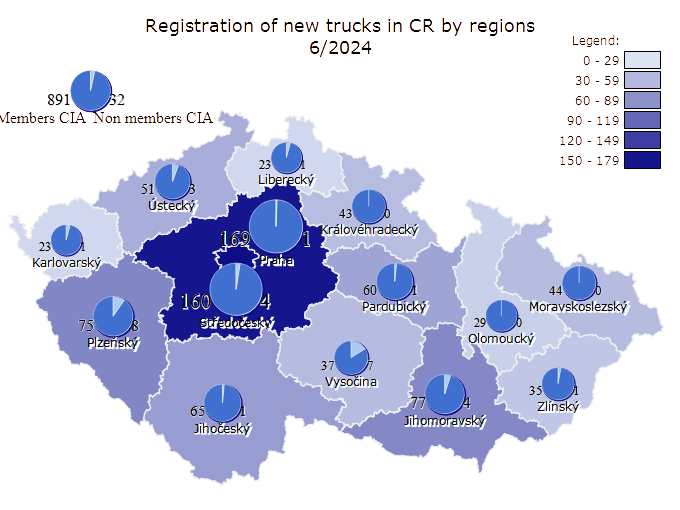 Registration of new trucks in CR by regions
6/2024
Legend:
0 - 29
30 - 59
60 - 89
90 - 119
120 - 149
150 - 179
891 32
Members CIA Non members CIA
23 1
Liberecký
51 3
Ústecký
43 0
Královéhradecký
169 1
Praha
23 1
Karlovarský
160 4
Středočeský
60 1
Pardubický
44 0
Moravskoslezský
75 8
Plzeňský
29 0
Olomoucký
37 7
Vysočina
35 1
Zlínský
65 1
Jihočeský
77 4
Jihomoravský